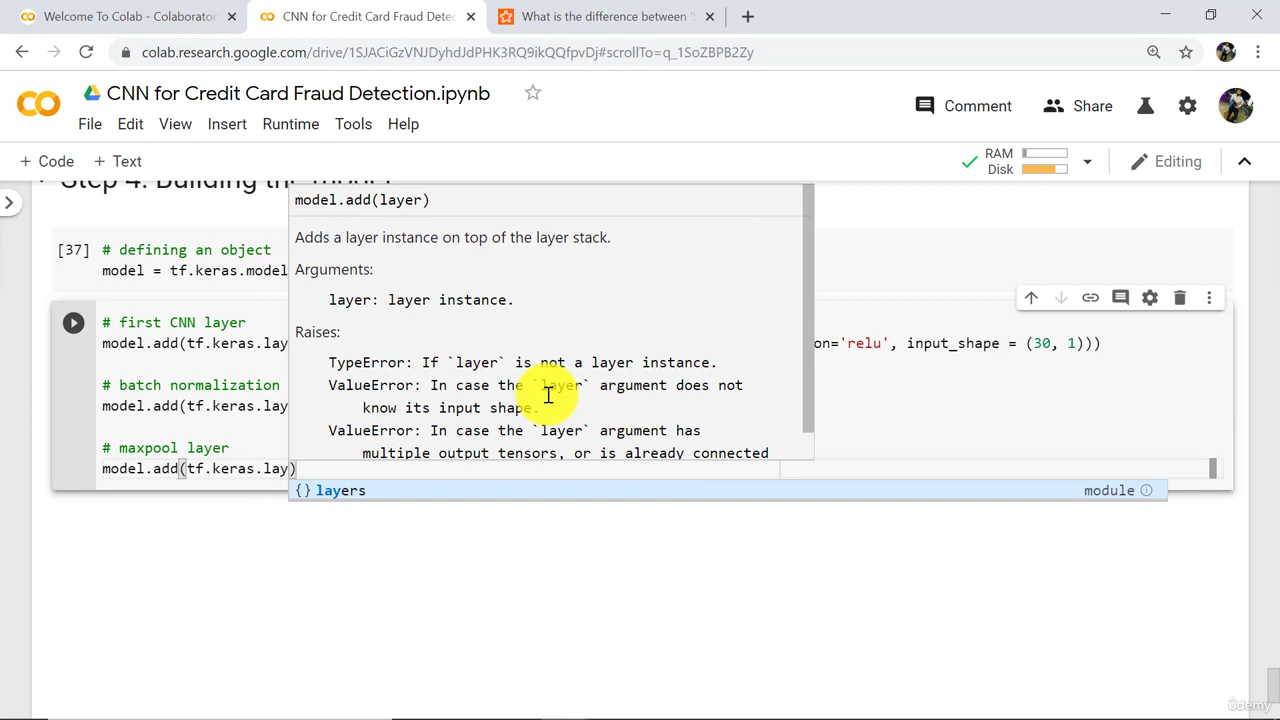 Welcome To Colab - Colaborator
CNN for Credit Card Fraud Detec
What is the difference between
colab.research.google.com/drive/1SJACiGzVNJDyhdJdPHK3RQ9ikQQfpvDj#scrollTo=q_1SoZBPB2Zy
CNN for Credit Card Fraud Detection.ipynb
Comment
Share
File Edit View Insert Runtime Tools Help
+ Code + Text
RAM
Disk
Editing
Step 4: Building the model
model.add(layer)
Adds a layer instance on top of the layer stack.
Arguments:
layer: layer instance.
Raises:
TypeError: If `layer` is not a layer instance.
ValueError: In case the `layer` argument does not
know its input shape.
ValueError: In case the `layer` argument has
multiple output tensors, or is already connected
[37] # defining an object
model = tf.keras.model
# first CNN layer
model.add(tf.keras.lay on='relu', input_shape = (30, 1)))
# batch normalization
model.add(tf.keras.lay
# maxpool layer
model.add(tf.keras.lay)
{} layers module
ûdemy